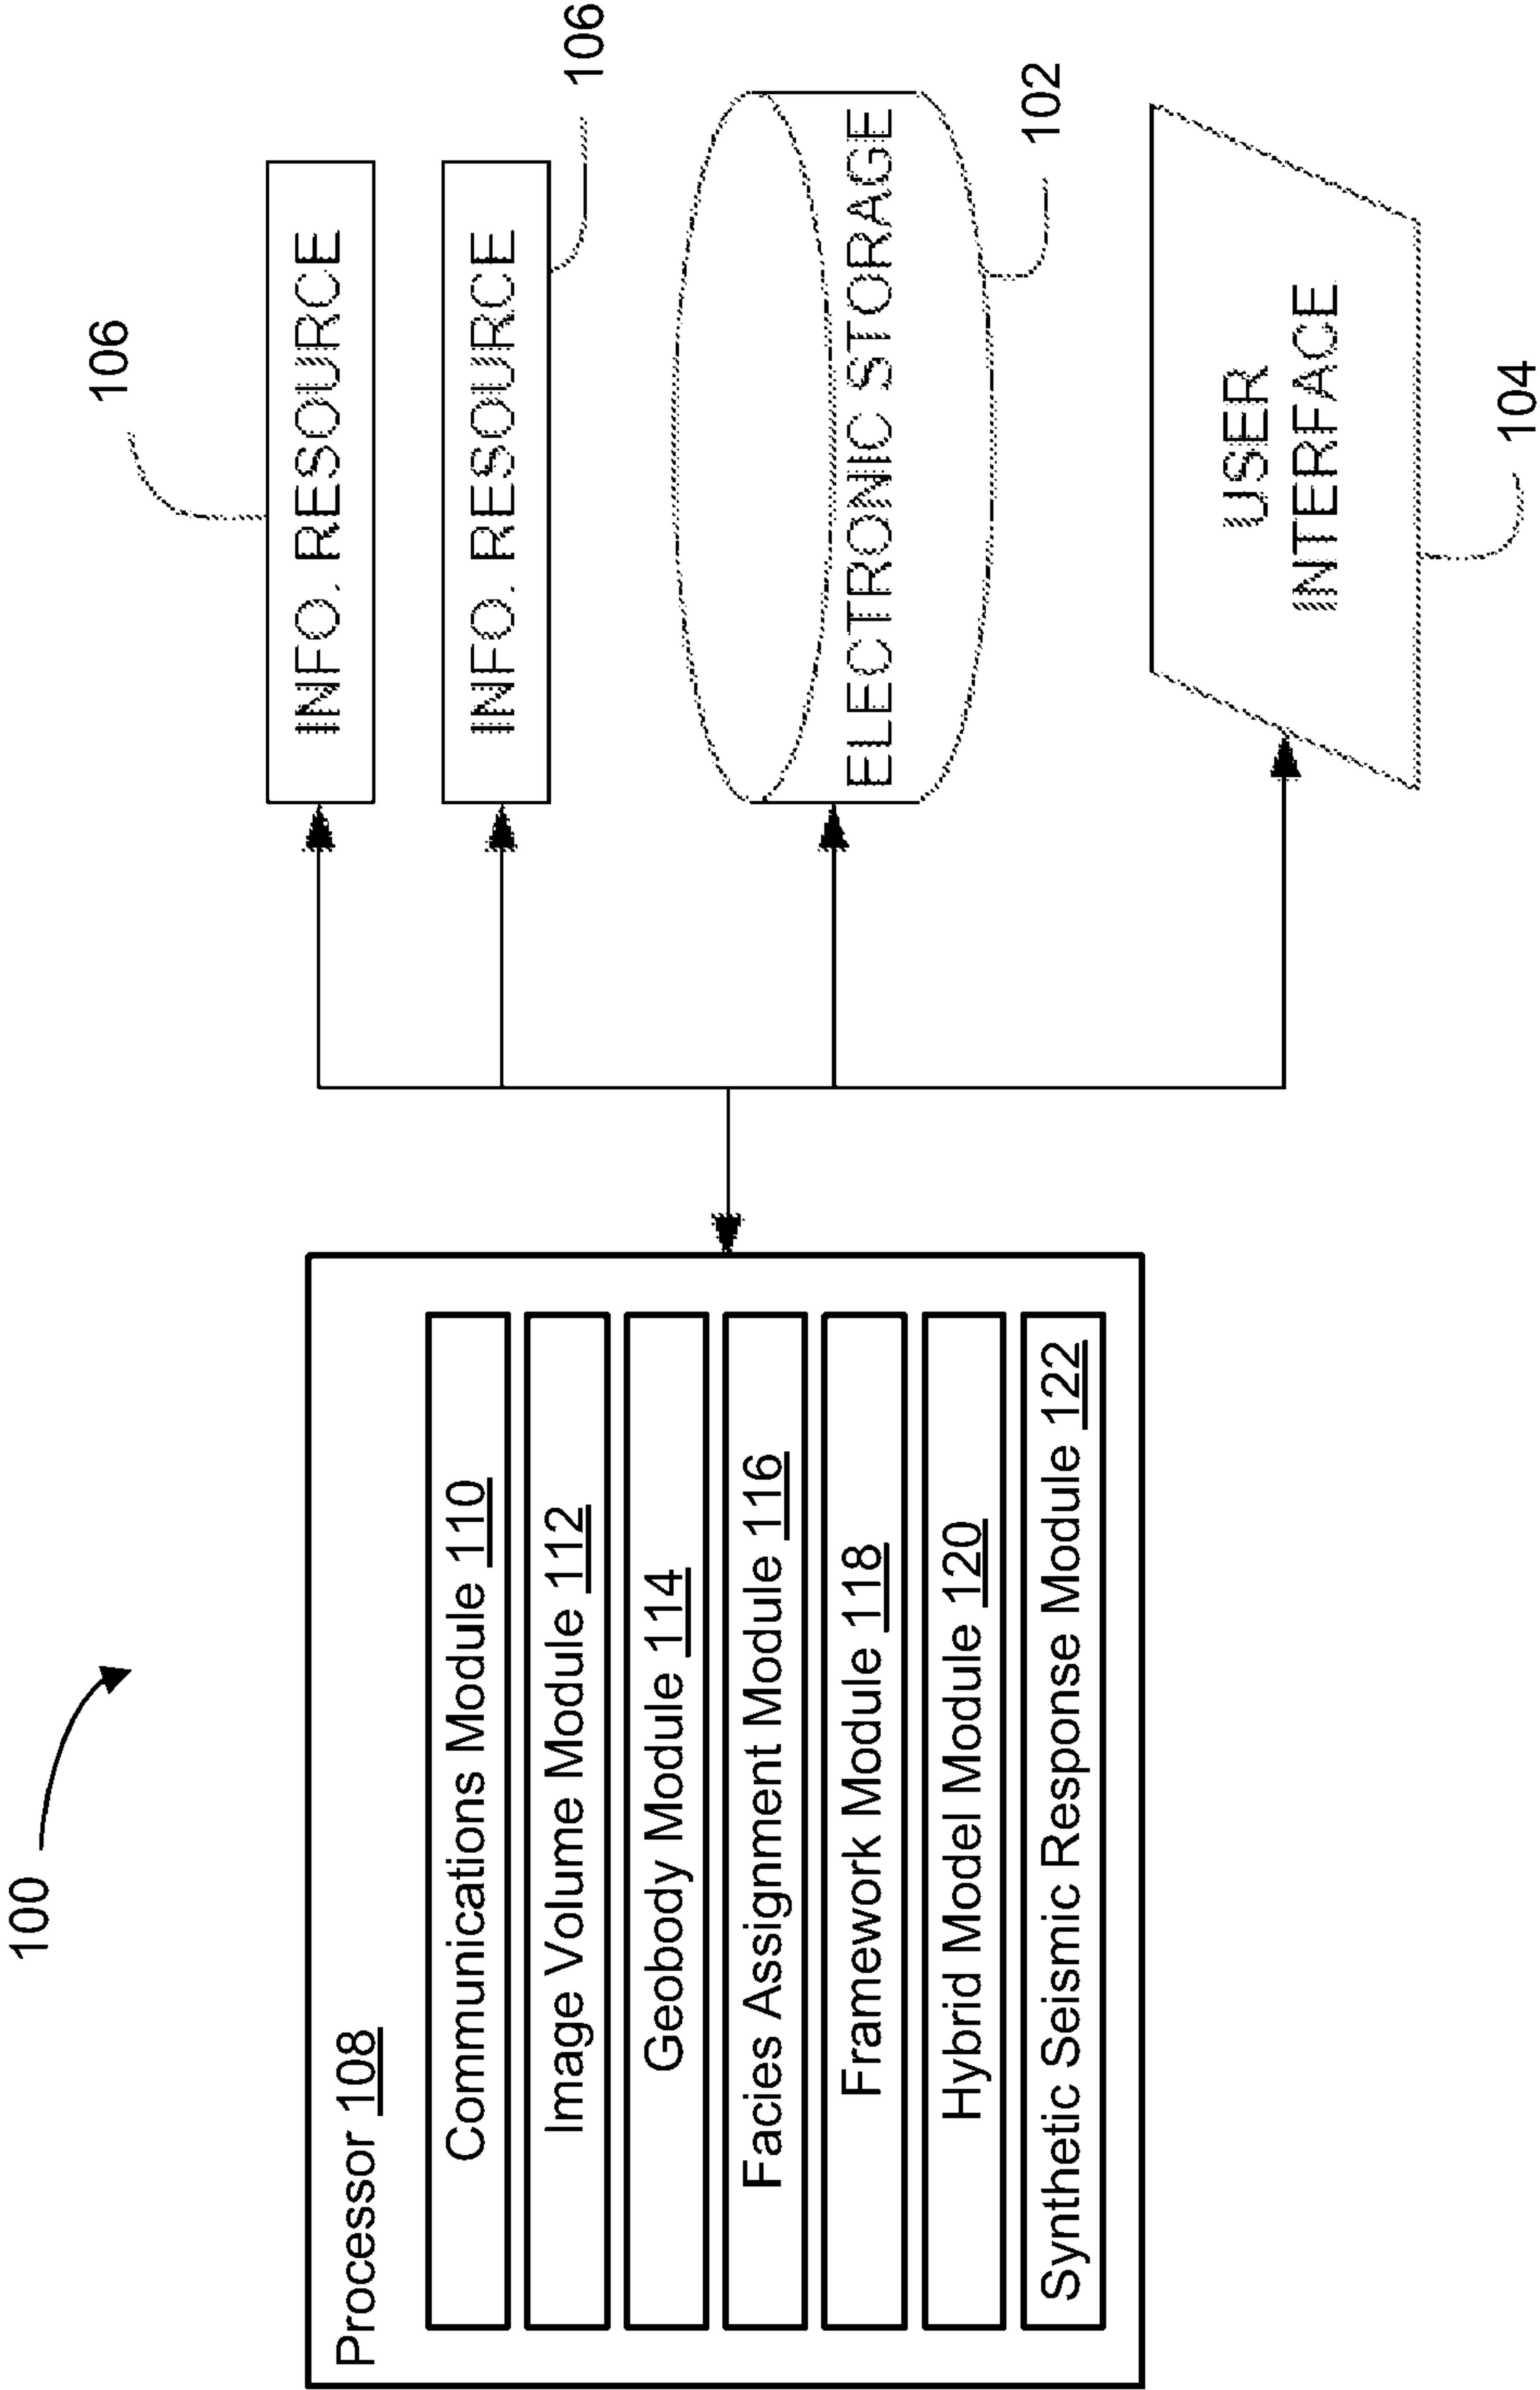 100
Processor 108
Communications Module 110
Image Volume Module 112
Geobody Module 114
Facies Assignment Module 116
Framework Module 118
Hybrid Model Module 120
Synthetic Seismic Response Module 122
106
INFO. RESOURCE
INFO. RESOURCE
106
ELECTRONIC STORAGE
102
USER
INTERFACE
104